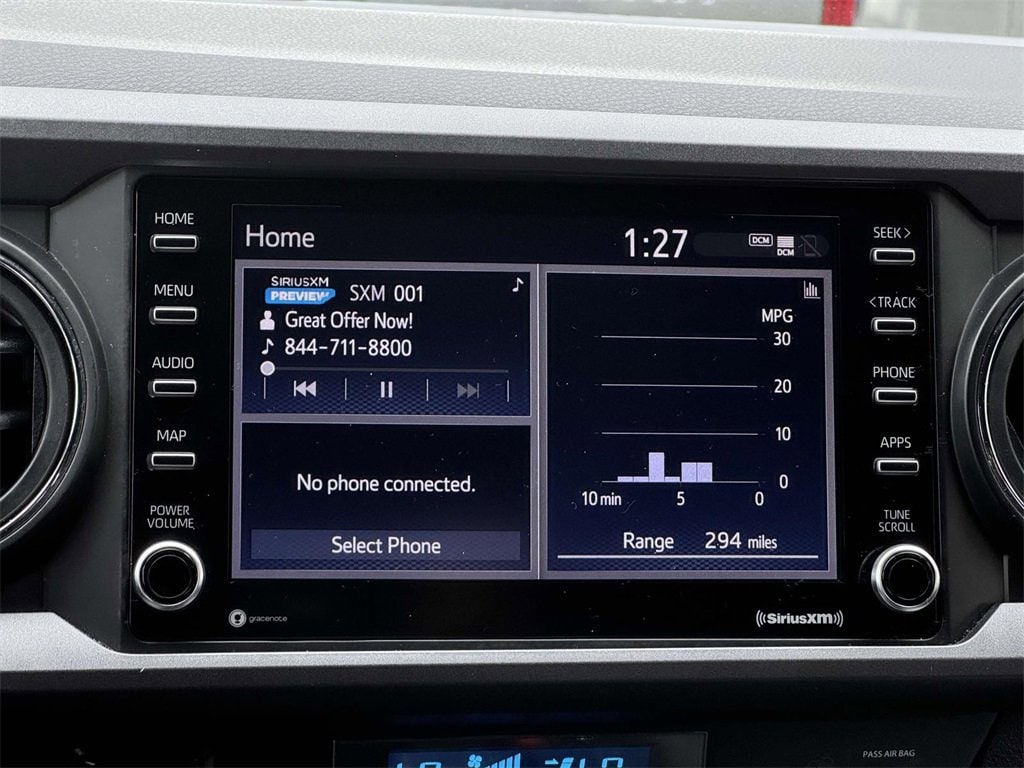 HOME
MENU
AUDIO
MAP
POWER
VOLUME
Home
1:27
DCM
DCM
SIRIUSXM
PREVIEW
SXM 001
Great Offer Now!
844-711-8800
No phone connected.
Select Phone
MPG
30
20
10
0
10 min 5 0
Range 294 miles
SEEK >
< TRACK
PHONE
APPS
TUNE
SCROLL
gracenote
((SiriusXM))
PASS AIR BAG